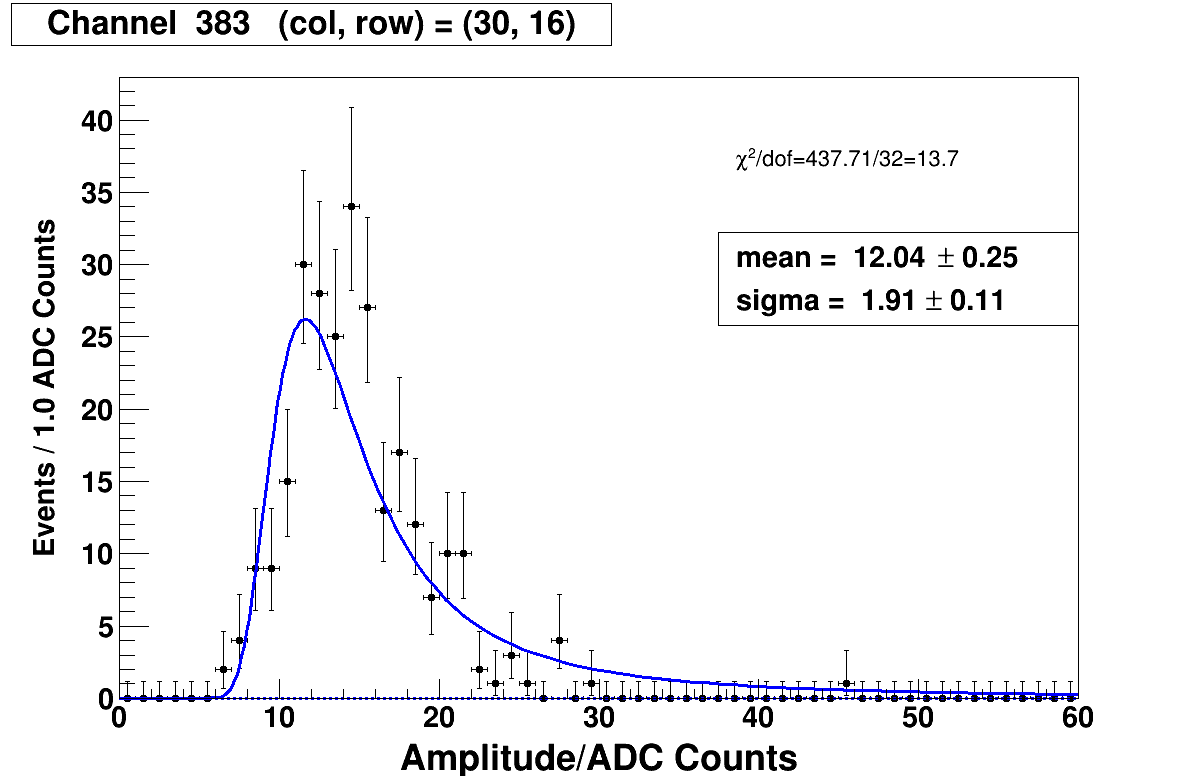 Channel 383 (col, row) = (30, 16)
χ²/dof=437.71/32=13.7
mean = 12.04 ± 0.25
sigma = 1.91 ± 0.11
Events / 1.0 ADC Counts
40
35
30
25
20
15
10
5
0
0 10 20 30 40 50 60
Amplitude/ADC Counts